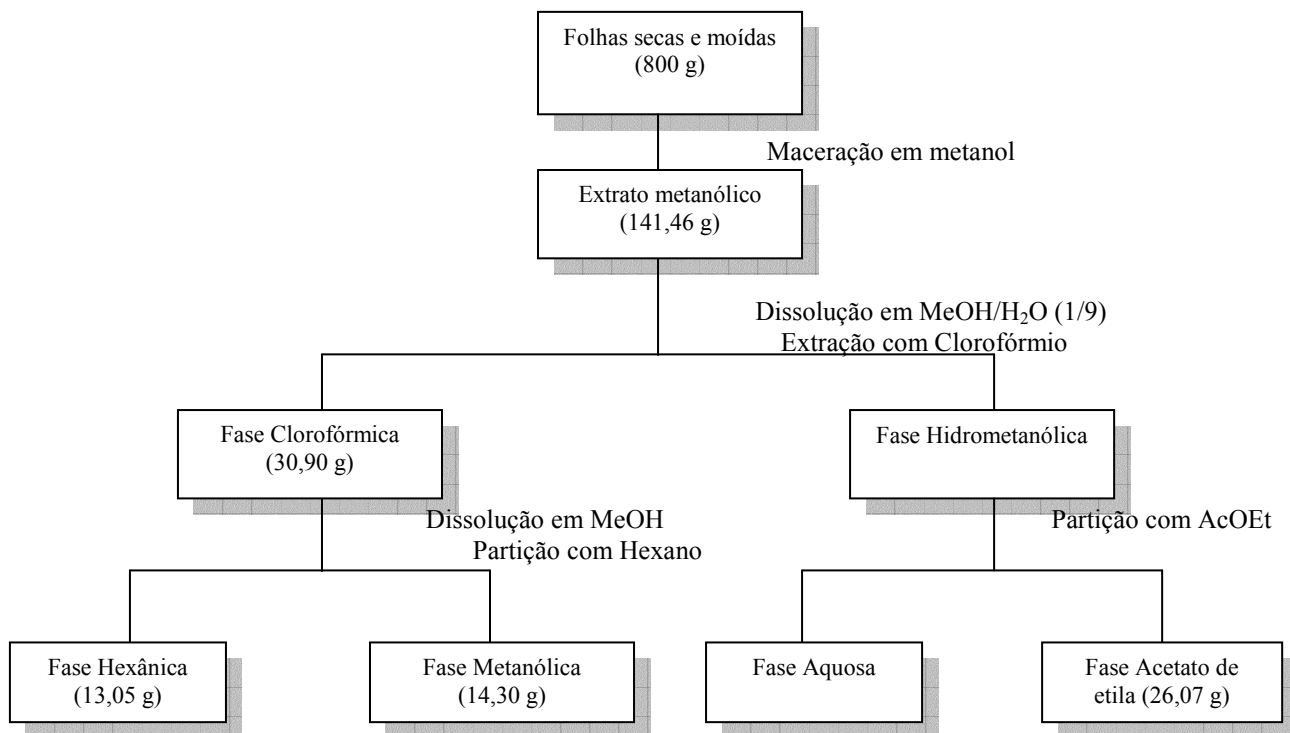 Folhas secas e moídas
(800 g)
Maceração em metanol
Extrato metanólico
(141,46 g)
Dissolução em MeOH/H₂O (1/9)
Extração com Clorofórmio
Fase Clorofórmica
(30,90 g)
Fase Hidrometanólica
Dissolução em MeOH
Partição com Hexano
Partição com AcOEt
Fase Hexânica
(13,05 g)
Fase Metanólica
(14,30 g)
Fase Aquosa
Fase Acetato de
etila (26,07 g)